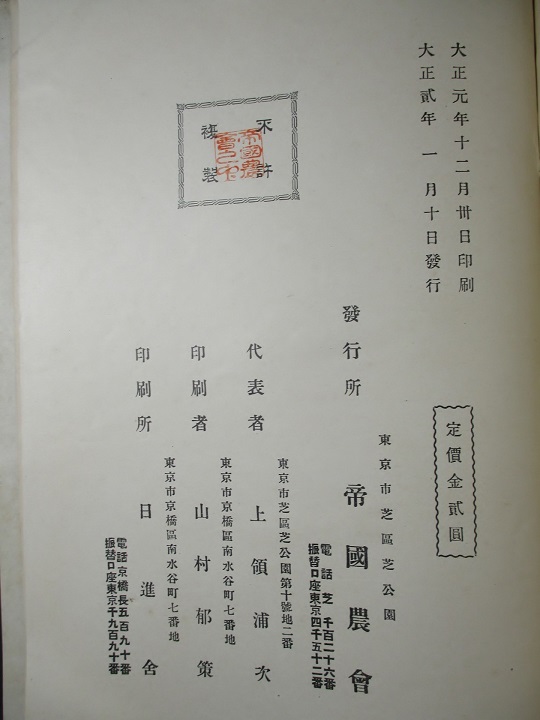 大正元年十二月卅日印刷
大正貳年一月十日發行
不許
複製
定價金貳圓
東京市芝區芝公園
發行所 帝國農會
電話芝千百二十六番
振替口座東京四千五十二番
東京市芝區芝公園第十號地二番
代表者 上領浦次
東京市京橋區南水谷町七番地
印刷者 山村郁策
東京市京橋區南水谷町七番地
印刷所 日進舍
電話京橋長五百九十番
振替口座東京千九百九十番